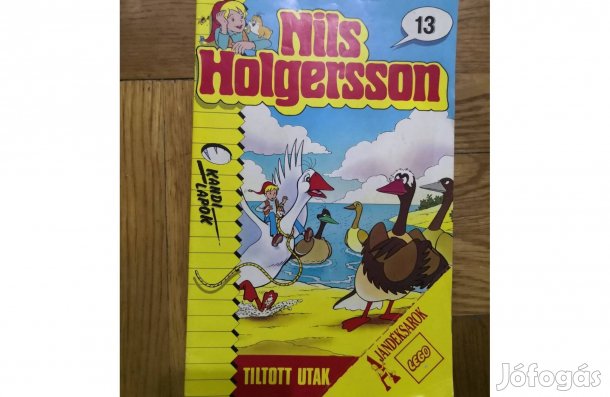 Nils
Holgersson
13
KANDI
LAPOK
TILTOTT UTAK
AJÁNDÉKSAROK
LEGO
Jófogás